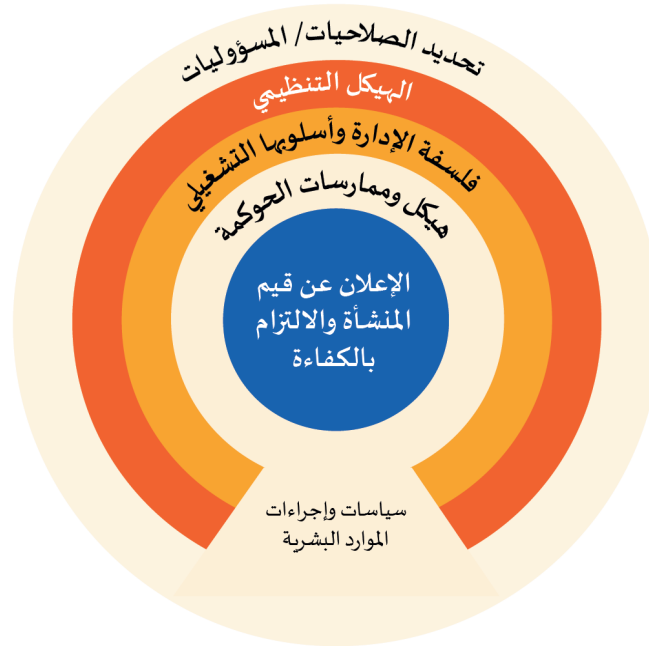 تحديد الصلاحيات/ المسؤوليات
الهيكل التنظيمي
فلسفة الإدارة وأسلوبها التشغيلي
هيكل وممارسات الحوكمة
الإعلان عن قيم
المنشأة والالتزام
بالكفاءة
سياسات وإجراءات
الموارد البشرية